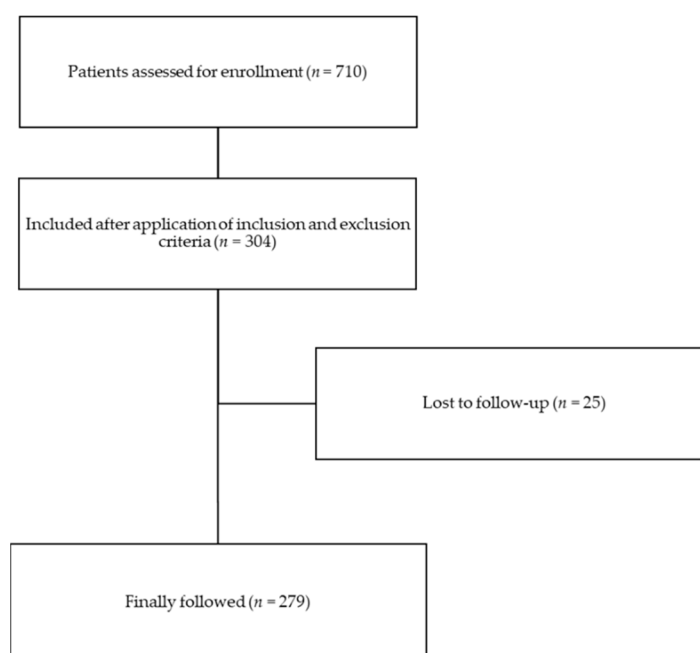 Patients assessed for enrollment (n = 710)
Included after application of inclusion and exclusion
criteria (n = 304)
Lost to follow-up (n = 25)
Finally followed (n = 279)